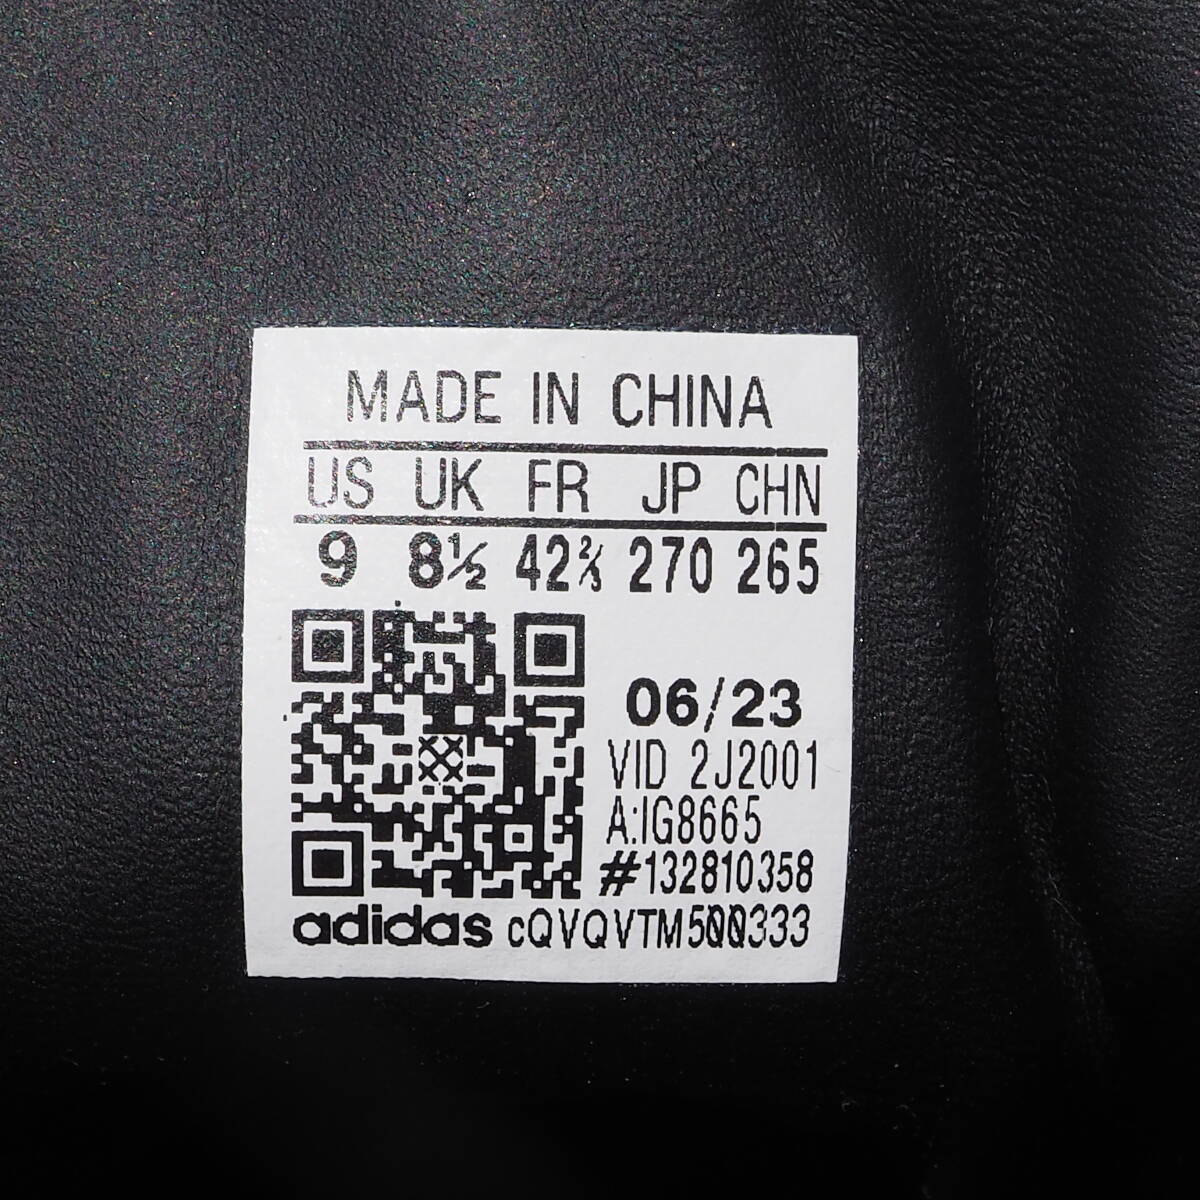 MADE IN CHINA
US UK FR JP CHN
9 8½ 42⅔ 270 265
06/23
VID 2J2001
A:IG8665
#132810358
adidas cQVQVTM500333